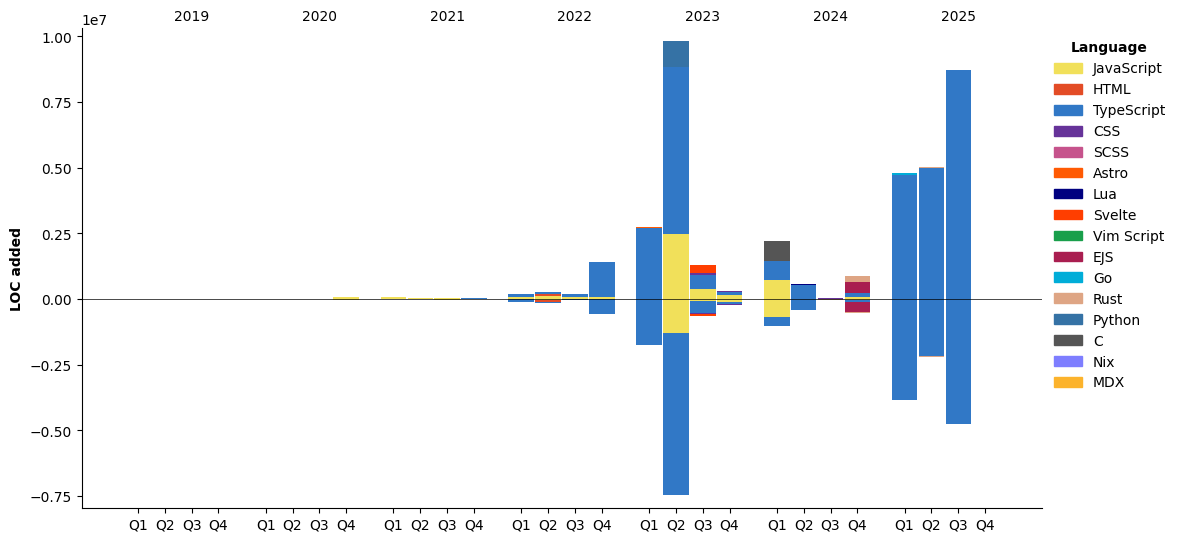 2019 2020 2021 2022 2023 2024 2025
1e7
1.00
0.75
0.50
0.25
0.00
−0.25
−0.50
−0.75
LOC added
Q1 Q2 Q3 Q4 Q1 Q2 Q3 Q4 Q1 Q2 Q3 Q4 Q1 Q2 Q3 Q4 Q1 Q2 Q3 Q4 Q1 Q2 Q3 Q4 Q1 Q2 Q3 Q4
Language
JavaScript
HTML
TypeScript
CSS
SCSS
Astro
Lua
Svelte
Vim Script
EJS
Go
Rust
Python
C
Nix
MDX